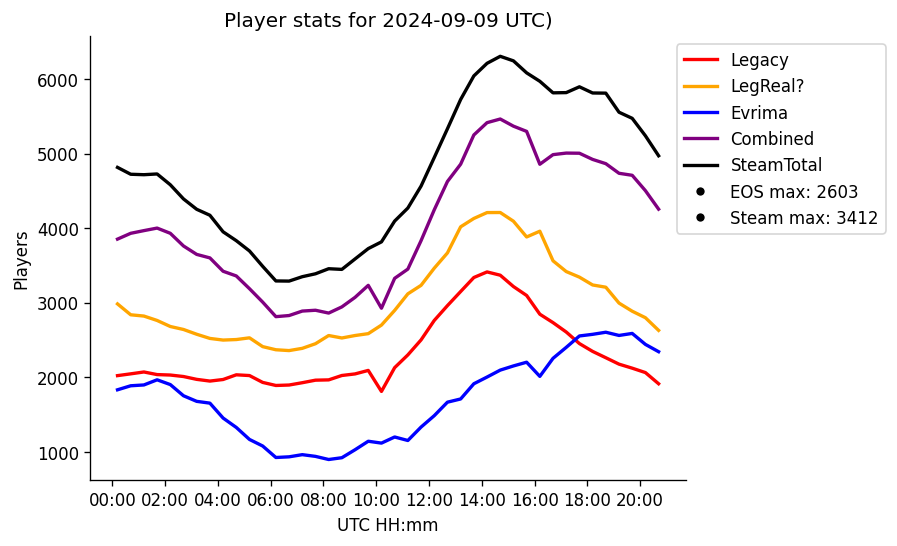 Player stats for 2024-09-09 UTC)
Legacy
LegReal?
Evrima
Combined
SteamTotal
EOS max: 2603
Steam max: 3412
6000
5000
4000
3000
2000
1000
Players
00:00 02:00 04:00 06:00 08:00 10:00 12:00 14:00 16:00 18:00 20:00
UTC HH:mm